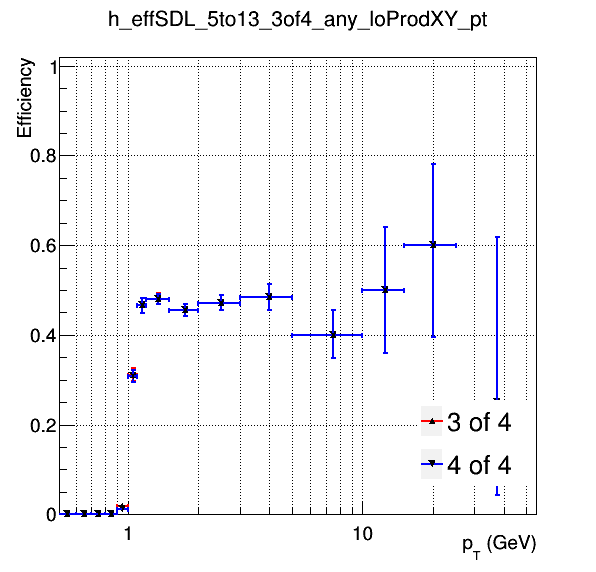 h_effSDL_5to13_3of4_any_loProdXY_pt
Efficiency
1
0.8
0.6
0.4
0.2
0
3 of 4
4 of 4
1
10
p_T (GeV)